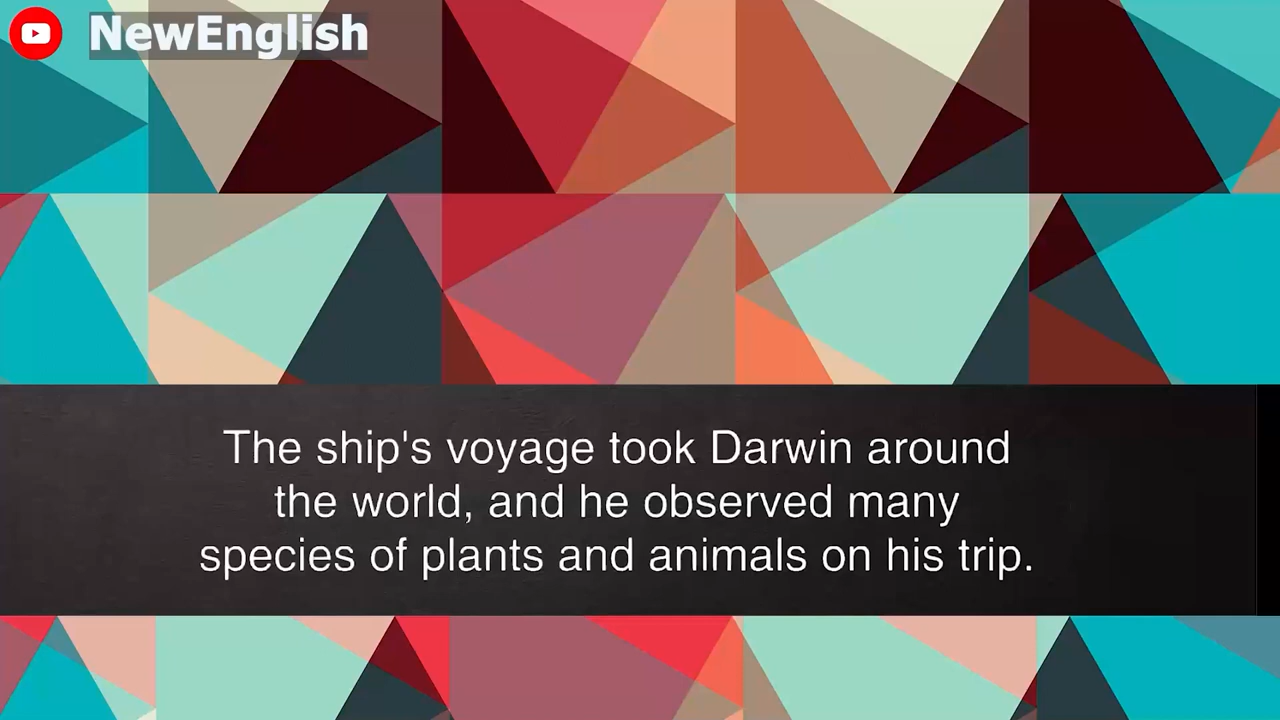 NewEnglish
The ship's voyage took Darwin around
the world, and he observed many
species of plants and animals on his trip.